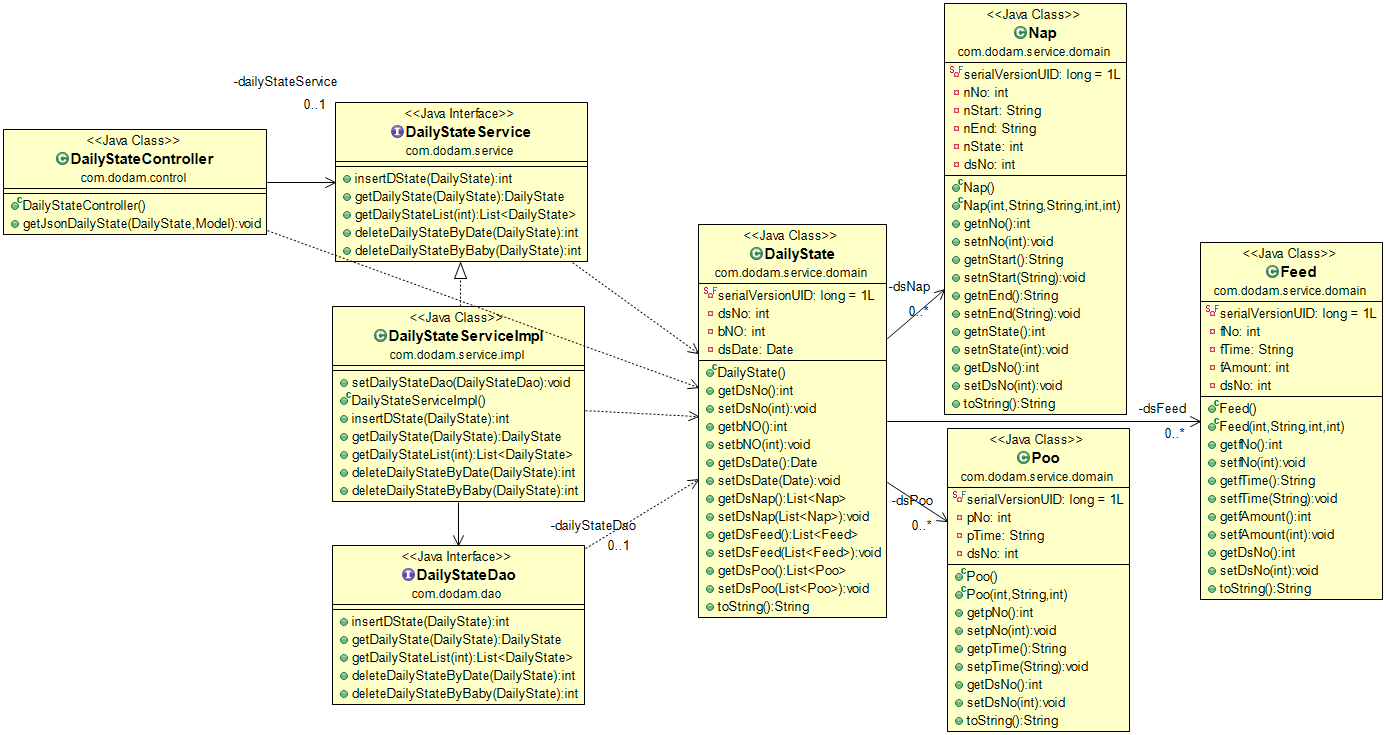 -dailyStateService
0..1
<<Java Class>>
DailyStateController
com.dodam.control
DailyStateController()
getJsonDailyState(DailyState,Model):void
<<Java Interface>>
DailyStateService
com.dodam.service
insertDState(DailyState):int
getDailyState(DailyState):DailyState
getDailyStateList(int):List<DailyState>
deleteDailyStateByDate(DailyState):int
deleteDailyStateByBaby(DailyState):int
<<Java Class>>
DailyStateServiceImpl
com.dodam.service.impl
setDailyStateDao(DailyStateDao):void
DailyStateServiceImpl()
insertDState(DailyState):int
getDailyState(DailyState):DailyState
getDailyStateList(int):List<DailyState>
deleteDailyStateByDate(DailyState):int
deleteDailyStateByBaby(DailyState):int
-dailyStateDao
0..1
<<Java Interface>>
DailyStateDao
com.dodam.dao
insertDState(DailyState):int
getDailyState(DailyState):DailyState
getDailyStateList(int):List<DailyState>
deleteDailyStateByDate(DailyState):int
deleteDailyStateByBaby(DailyState):int
<<Java Class>>
DailyState
com.dodam.service.domain
serialVersionUID: long = 1L
dsNo: int
bNO: int
dsDate: Date
DailyState()
getDsNo():int
setDsNo(int):void
getbNO():int
setbNO(int):void
getDsDate():Date
setDsDate(Date):void
getDsNap():List<Nap>
setDsNap(List<Nap>):void
getDsFeed():List<Feed>
setDsFeed(List<Feed>):void
getDsPoo():List<Poo>
setDsPoo(List<Poo>):void
toString():String
-dsNap
0..*
-dsFeed
0..*
-dsPoo
0..*
<<Java Class>>
Nap
com.dodam.service.domain
serialVersionUID: long = 1L
nNo: int
nStart: String
nEnd: String
nState: int
dsNo: int
Nap()
Nap(int,String,String,int,int)
getnNo():int
setnNo(int):void
getnStart():String
setnStart(String):void
getnEnd():String
setnEnd(String):void
getnState():int
setnState(int):void
getDsNo():int
setDsNo(int):void
toString():String
<<Java Class>>
Poo
com.dodam.service.domain
serialVersionUID: long = 1L
pNo: int
pTime: String
dsNo: int
Poo()
Poo(int,String,int)
getpNo():int
setpNo(int):void
getpTime():String
setpTime(String):void
getDsNo():int
setDsNo(int):void
toString():String
<<Java Class>>
Feed
com.dodam.service.domain
serialVersionUID: long = 1L
fNo: int
fTime: String
fAmount: int
dsNo: int
Feed()
Feed(int,String,int,int)
getfNo():int
setfNo(int):void
getfTime():String
setfTime(String):void
getfAmount():int
setfAmount(int):void
getDsNo():int
setDsNo(int):void
toString():String